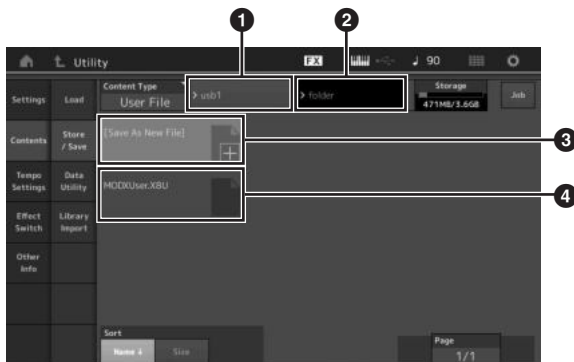 1 2
Utility
FX
90
Content Type
User File
> usb1
> folder
Storage
471MB/3.6GB
Job
Settings
Load
Contents
Store / Save
[Save As New File]
3
Tempo Settings
Data Utility
MODXUser.X8U
4
Effect Switch
Library Import
Other Info
Sort
Name ↓
Size
Page
1/1